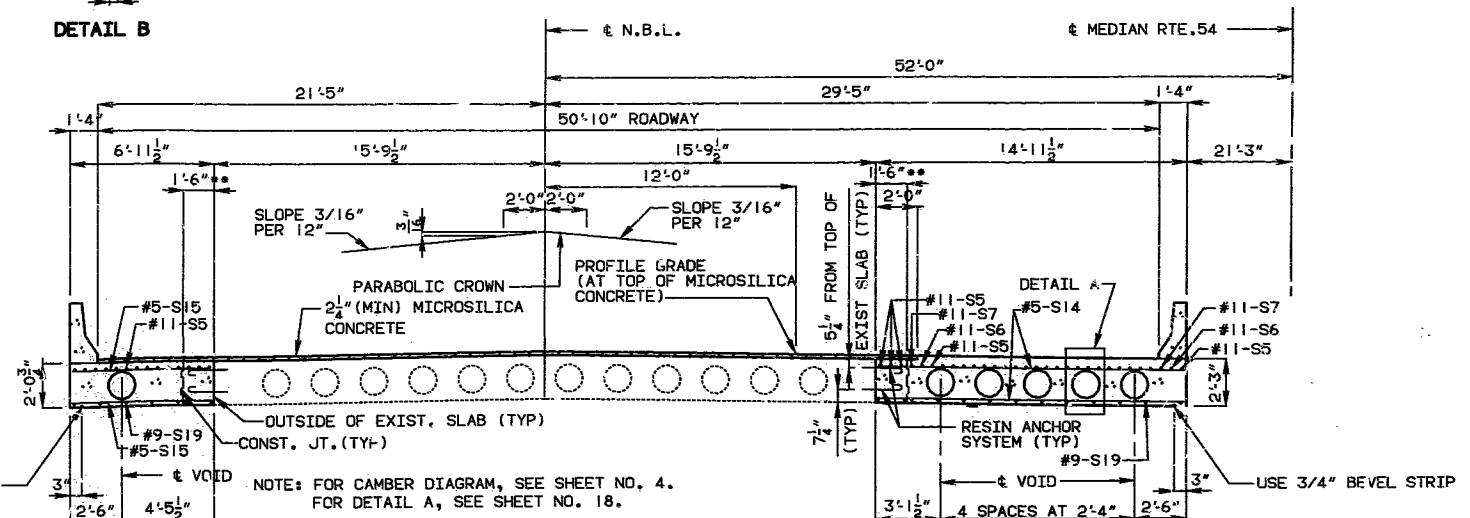 DETAIL B
℄ N.B.L.
℄ MEDIAN RTE.54
52'-0"
21'-5"
29'-5"
1'-4"
1'-4"
50'-10" ROADWAY
6'-11½"
15'-9½"
15'-9½"
14'-11½"
21'-3"
1'-6"**
12'-0"
1'-6"**
2'-0"
2'-0"
2'-0"
SLOPE 3/16"
PER 12"
3/16"
SLOPE 3/16"
PER 12"
5¼" FROM TOP OF
EXIST SLAB (TYP)
PARABOLIC CROWN
PROFILE GRADE
(AT TOP OF MICROSILICA
CONCRETE)
2¼"(MIN) MICROSILICA
CONCRETE
DETAIL A
#5-S15
#11-S5
#11-S5
#11-S7
#11-S6
#11-S5
#5-S14
#11-S7
#11-S6
#11-S5
2'-0¾"
2'-3"
OUTSIDE OF EXIST. SLAB (TYP)
CONST. JT.(TYP)
#9-S19
#5-S15
7¼"
(TYP)
RESIN ANCHOR
SYSTEM (TYP)
#9-S19
℄ VOID
℄ VOID
NOTE: FOR CAMBER DIAGRAM, SEE SHEET NO. 4.
FOR DETAIL A, SEE SHEET NO. 18.
3"
3"
USE 3/4" BEVEL STRIP
2'-6"
4'-5½"
3'-1½"
4 SPACES AT 2'-4"
2'-6"